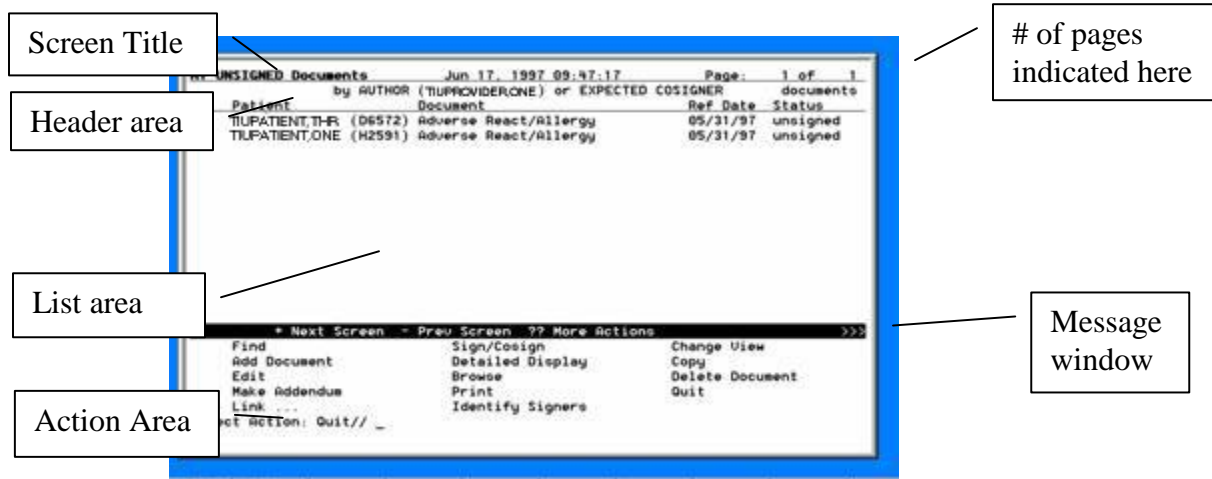 Screen Title
# of pages
indicated here
UNSIGNED Documents Jun 17, 1997 09:47:17 Page: 1 of 1
by AUTHOR (TIUPROVIDER,ONE) or EXPECTED COSIGNER documents
Patient Document Ref Date Status
Header area
TIUPATIENT,THR (D6572) Adverse React/Allergy 05/31/97 unsigned
TIUPATIENT,ONE (H2591) Adverse React/Allergy 05/31/97 unsigned
List area
Message
window
+ Next Screen - Prev Screen ?? More Actions >>>
Find Sign/Cosign Change View
Add Document Detailed Display Copy
Edit Browse Delete Document
Make Addendum Print Quit
Link ... Identify Signers
Action Area
ect Action: Quit// _